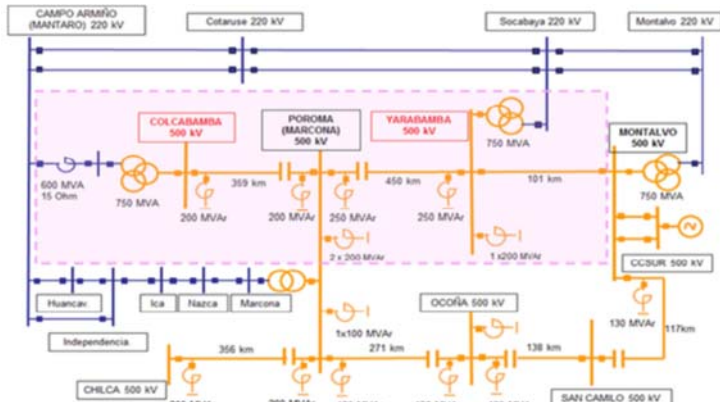 CAMPO ARMIÑO
(MANTARO) 220 kV
Cotaruse 220 kV
Socabaya 220 kV
Montalvo 220 kV
COLCABAMBA
500 kV
POROMA
(MARCONA)
500 kV
YARABAMBA
500 kV
750 MVA
MONTALVO
500 kV
600 MVA
15 Ohm
750 MVA
359 km
450 km
101 km
750 MVA
200 MVAr
200 MVAr
250 MVAr
250 MVAr
2 x 200 MVAr
1 x200 MVAr
CCSUR 500 kV
Huancav.
Ica
Nazca
Marcona
OCOÑA 500 kV
130 MVAr
117km
Independencia
1x100 MVAr
356 km
271 km
138 km
CHILCA 500 kV
SAN CAMILO 500 kV